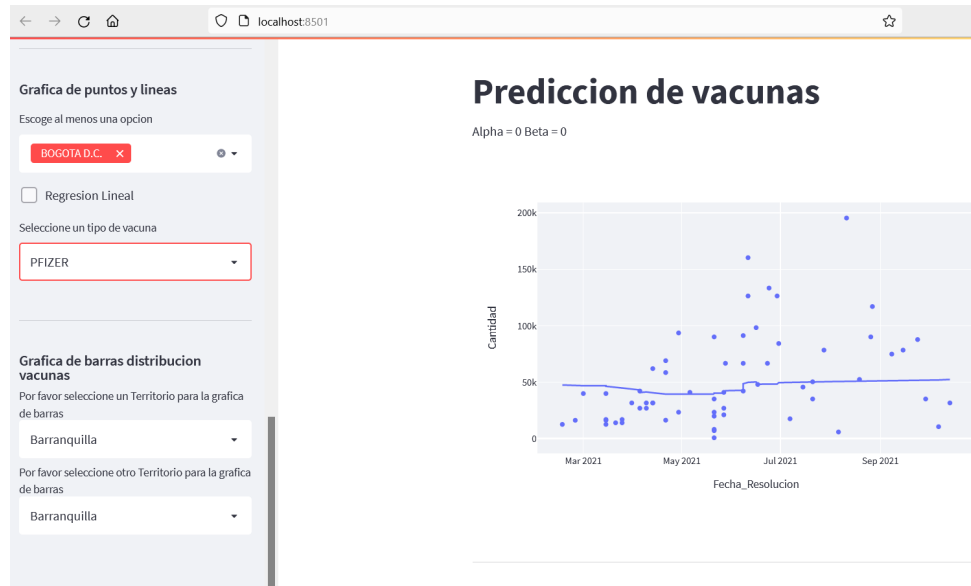 localhost:8501
Grafica de puntos y lineas
Escoge al menos una opcion
BOGOTA D.C.
Regresion Lineal
Seleccione un tipo de vacuna
PFIZER
Grafica de barras distribucion
vacunas
Por favor seleccione un Territorio para la grafica
de barras
Barranquilla
Por favor seleccione otro Territorio para la grafica
de barras
Barranquilla
Prediccion de vacunas
Alpha = 0 Beta = 0
200k
150k
100k
50k
0
Cantidad
Mar 2021 May 2021 Jul 2021 Sep 2021
Fecha_Resolucion